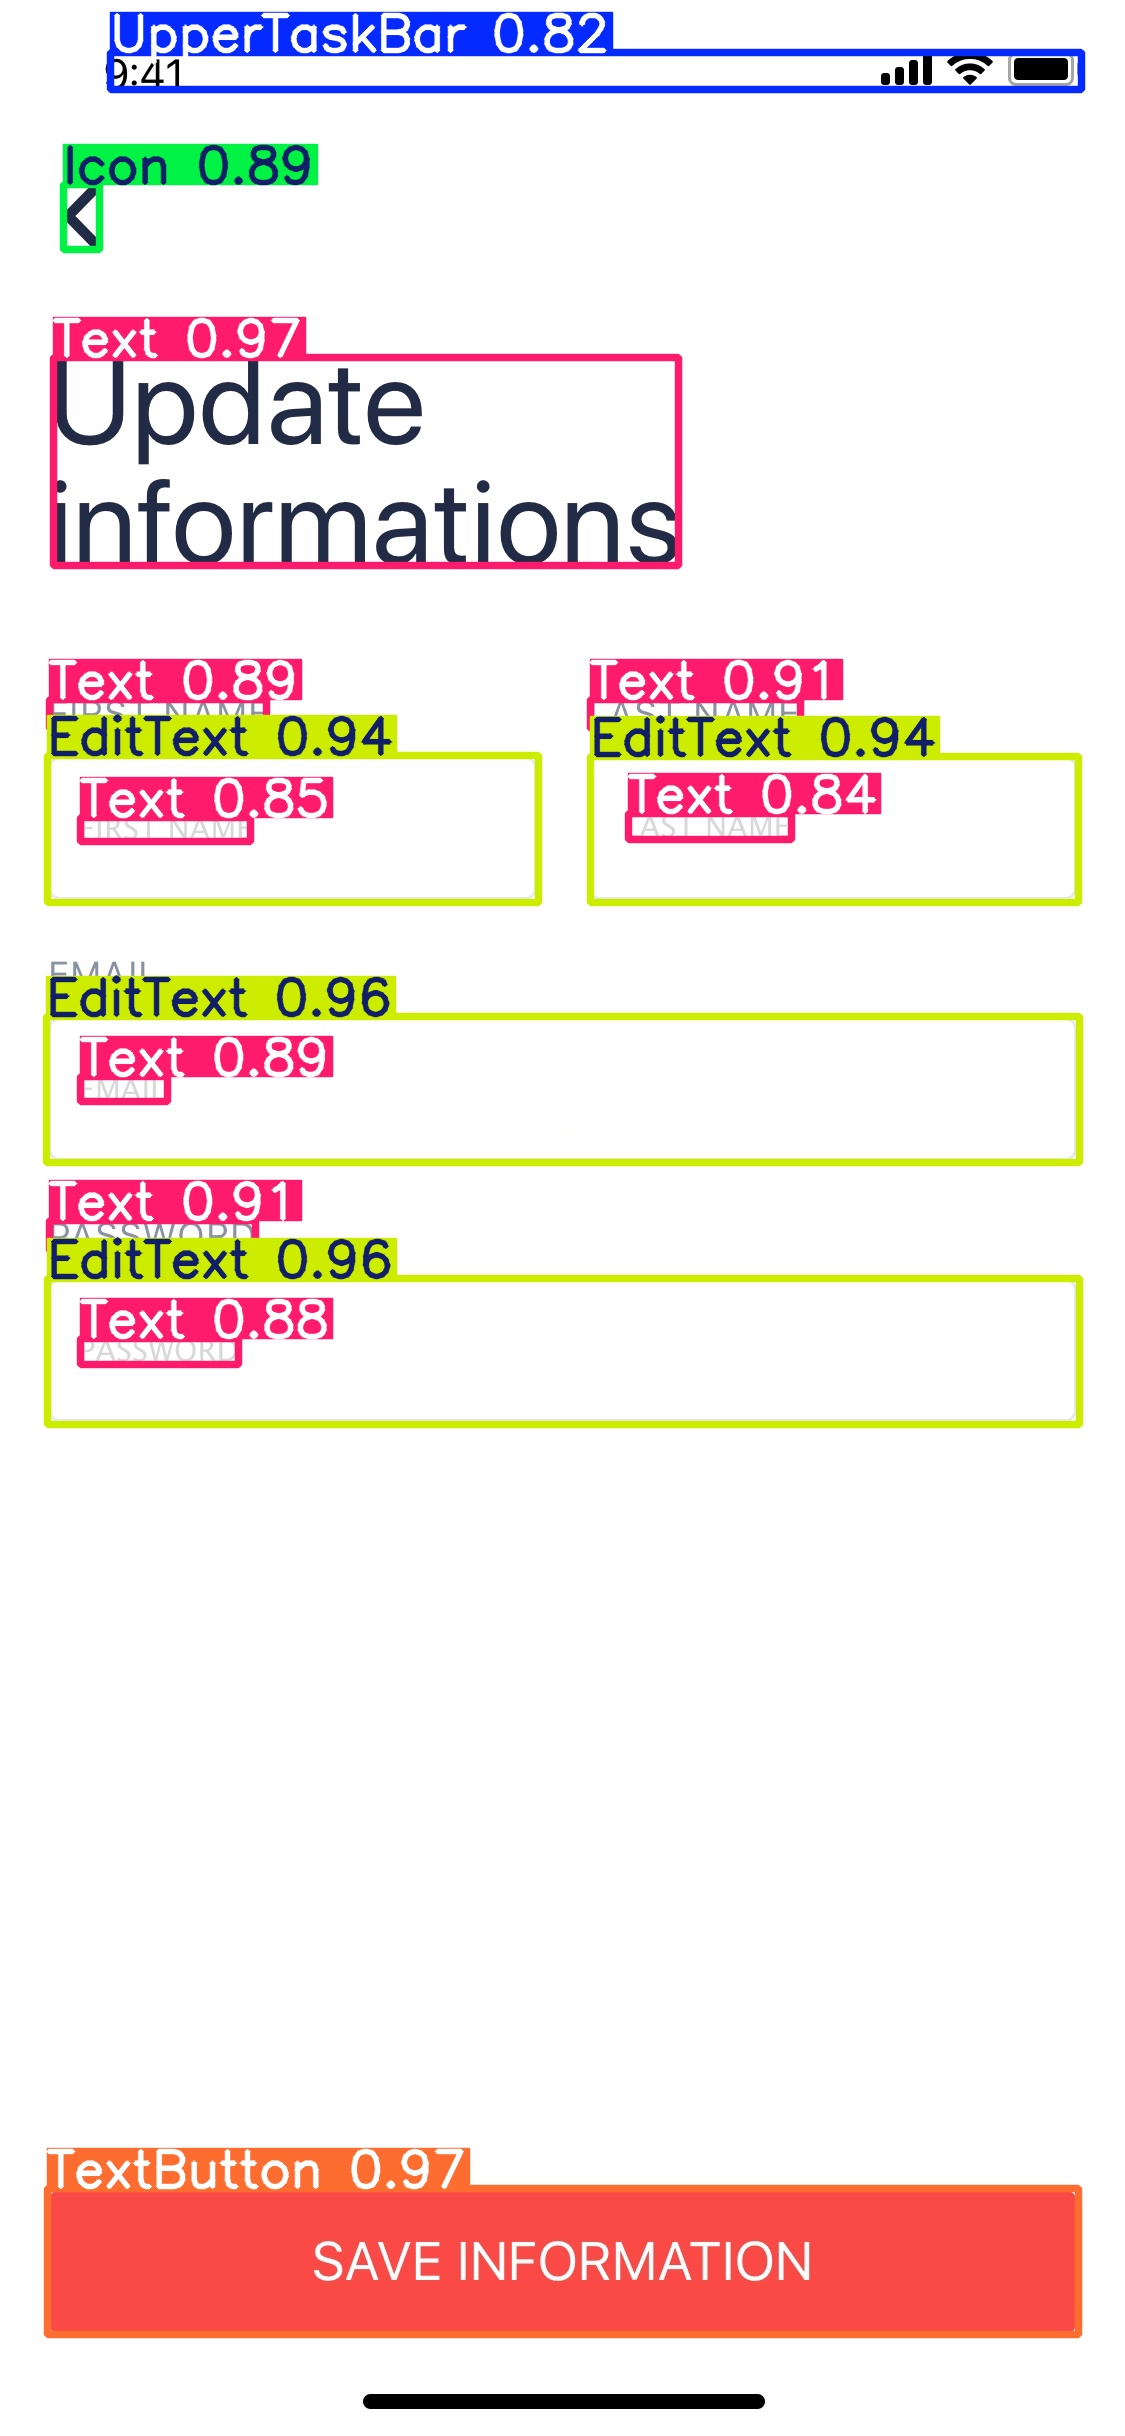 UpperTaskBar 0.82
9:41
Icon 0.89
Text 0.97
Update
informations
Text 0.89 Text 0.91
FIRST NAME LAST NAME
EditText 0.94 EditText 0.94
Text 0.85 Text 0.84
FIRST NAME LAST NAME
EMAIL
EditText 0.96
Text 0.89
EMAIL
Text 0.91
PASSWORD
EditText 0.96
Text 0.88
PASSWORD
TextButton 0.97
SAVE INFORMATION